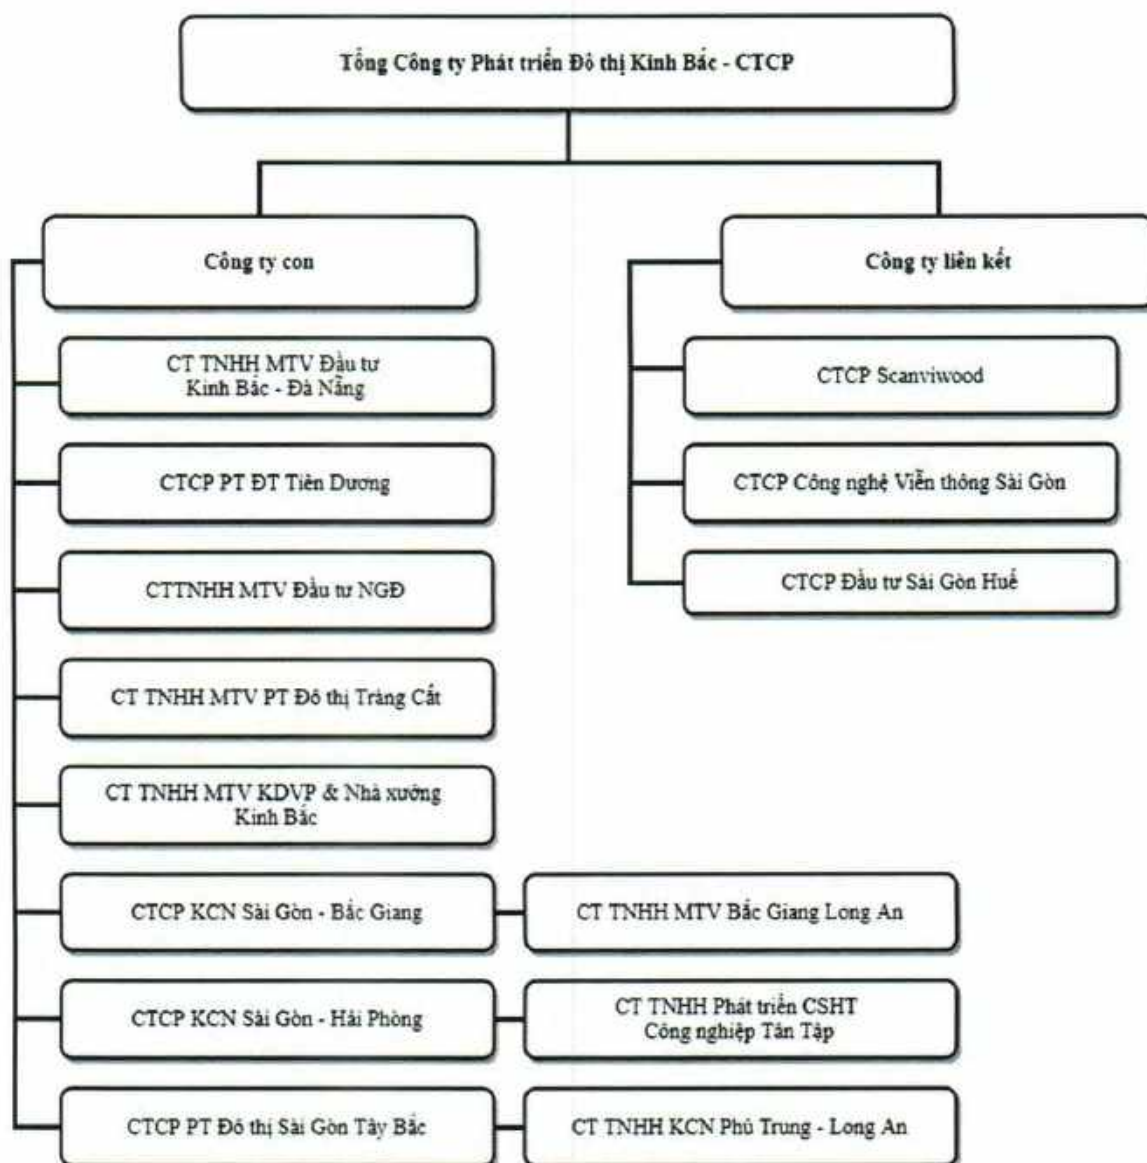 Tổng Công ty Phát triển Đô thị Kinh Bắc - CTCP
Công ty con
Công ty liên kết
CT TNHH MTV Đầu tư
Kinh Bắc - Đà Nẵng
CTCP PT ĐT Tiên Dương
CTTNHH MTV Đầu tư NGĐ
CT TNHH MTV PT Đô thị Tràng Cát
CT TNHH MTV KDVP & Nhà xưởng
Kinh Bắc
CTCP KCN Sài Gòn - Bắc Giang
CT TNHH MTV Bắc Giang Long An
CTCP KCN Sài Gòn - Hải Phòng
CT TNHH Phát triển CSHT
Công nghiệp Tân Tập
CTCP PT Đô thị Sài Gòn Tây Bắc
CT TNHH KCN Phú Trung - Long An
CTCP Scanviwood
CTCP Công nghệ Viễn thông Sài Gòn
CTCP Đầu tư Sài Gòn Huế